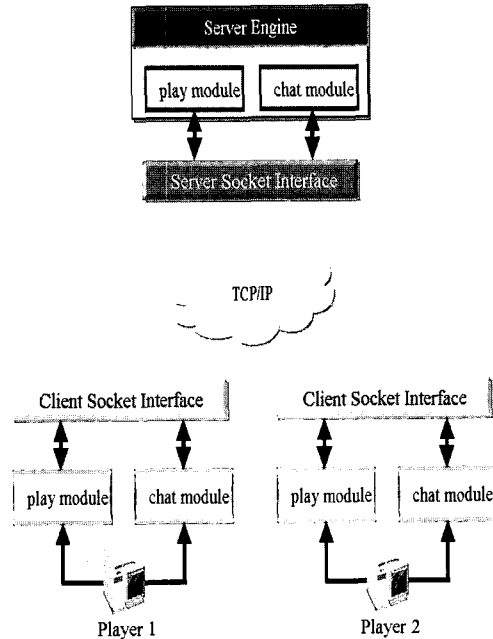 Server Engine
play module
chat module
Server Socket Interface
TCP/IP
Client Socket Interface
Client Socket Interface
play module
chat module
play module
chat module
Player 1
Player 2